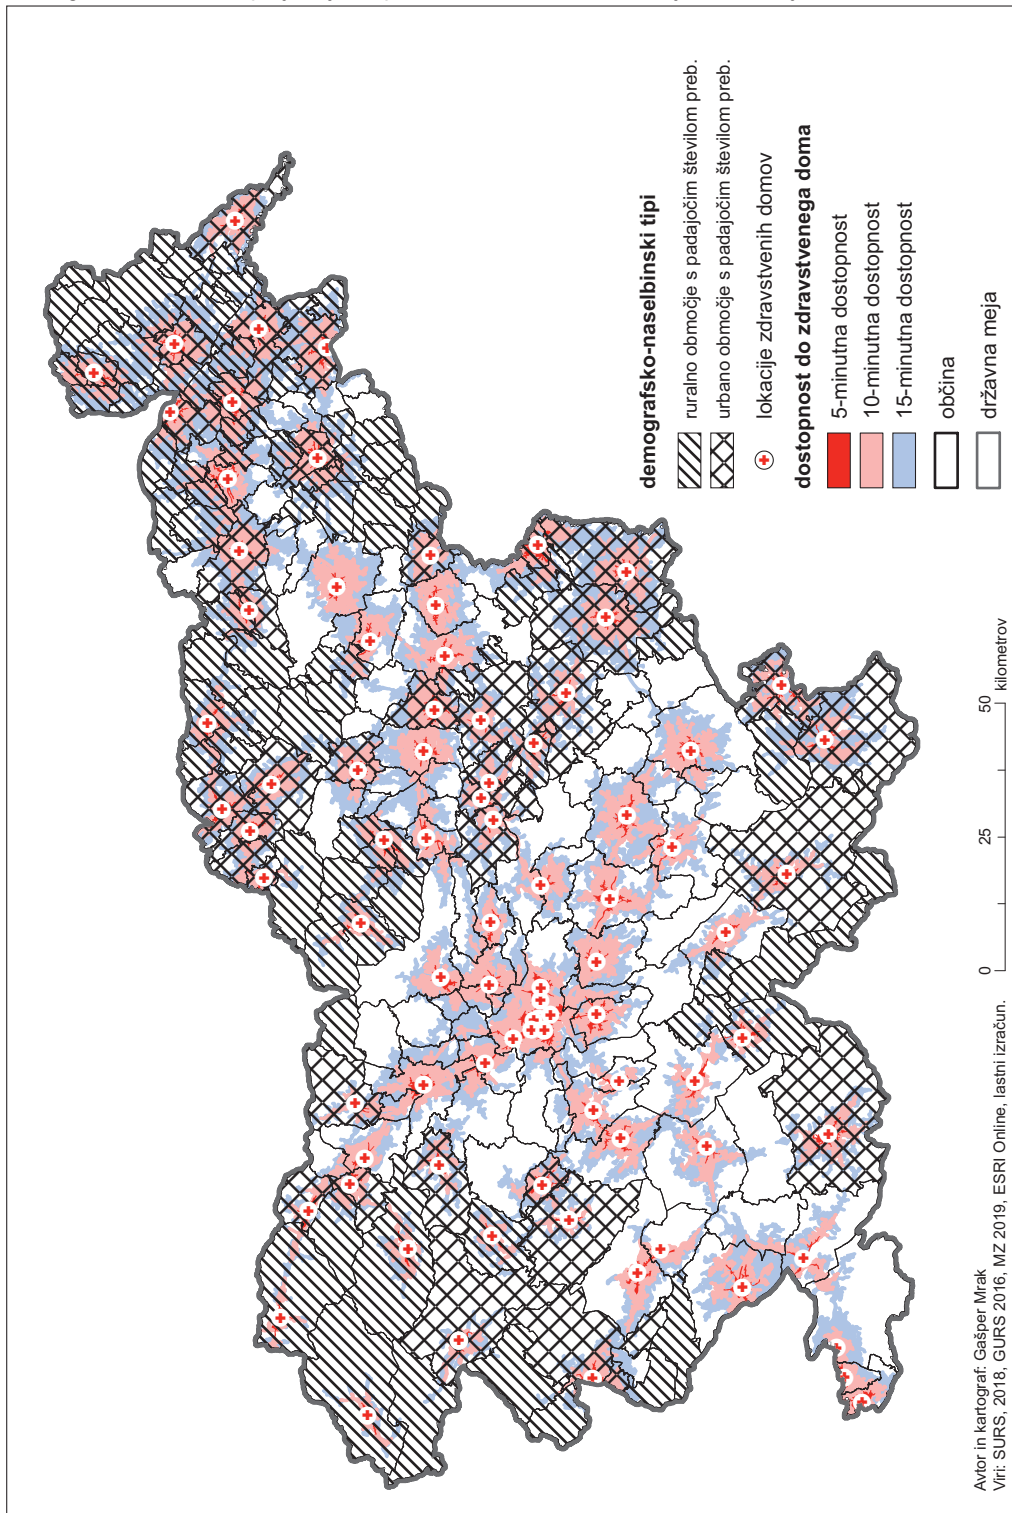 demografsko-naselbinski tipi
ruralno območje s padajočim številom preb.
urbano območje s padajočim številom preb.
lokacije zdravstvenih domov
dostopnost do zdravstvenega doma
5-minutna dostopnost
10-minutna dostopnost
15-minutna dostopnost
občina
državna meja
0 25 50
kilometrov
Avtor in kartograf: Gašper Mrak
Viri: SURS, 2018, GURS 2016, MZ 2019, ESRI Online, lastni izračun.